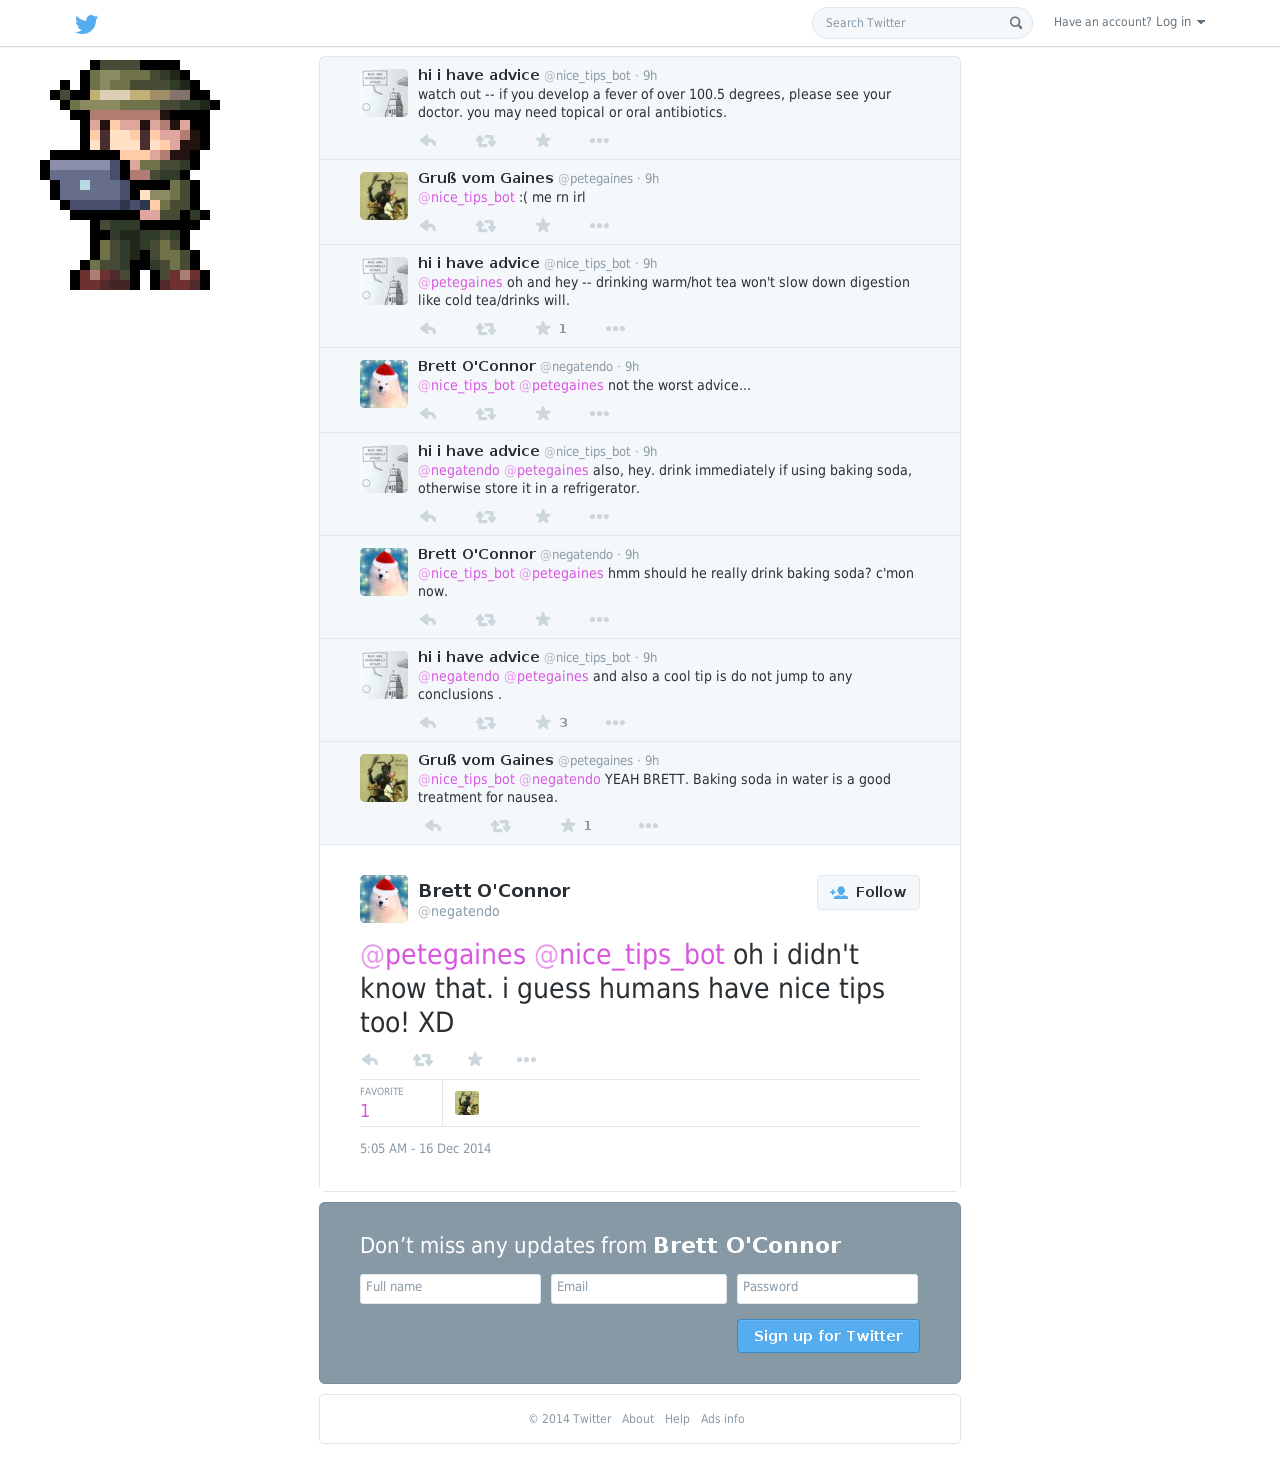 Search Twitter
Have an account? Log in
hi i have advice @nice_tips_bot · 9h
watch out -- if you develop a fever of over 100.5 degrees, please see your
doctor. you may need topical or oral antibiotics.
Gruß vom Gaines @petegaines · 9h
@nice_tips_bot :( me rn irl
hi i have advice @nice_tips_bot · 9h
@petegaines oh and hey -- drinking warm/hot tea won't slow down digestion
like cold tea/drinks will.
1
Brett O'Connor @negatendo · 9h
@nice_tips_bot @petegaines not the worst advice...
hi i have advice @nice_tips_bot · 9h
@negatendo @petegaines also, hey. drink immediately if using baking soda,
otherwise store it in a refrigerator.
Brett O'Connor @negatendo · 9h
@nice_tips_bot @petegaines hmm should he really drink baking soda? c'mon
now.
hi i have advice @nice_tips_bot · 9h
@negatendo @petegaines and also a cool tip is do not jump to any
conclusions .
3
Gruß vom Gaines @petegaines · 9h
@nice_tips_bot @negatendo YEAH BRETT. Baking soda in water is a good
treatment for nausea.
1
Brett O'Connor
@negatendo
Follow
@petegaines @nice_tips_bot oh i didn't
know that. i guess humans have nice tips
too! XD
FAVORITE
1
5:05 AM - 16 Dec 2014
Don’t miss any updates from Brett O'Connor
Full name
Email
Password
Sign up for Twitter
© 2014 Twitter About Help Ads info